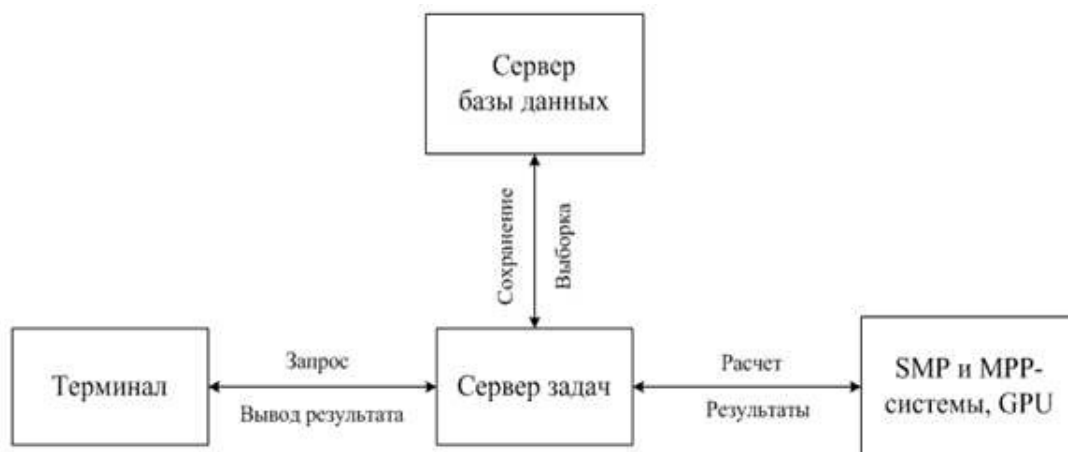 Сервер
базы данных
Сохранение
Выборка
Терминал
Запрос
Вывод результата
Сервер задач
Расчет
Результаты
SMP и MPP-
системы, GPU